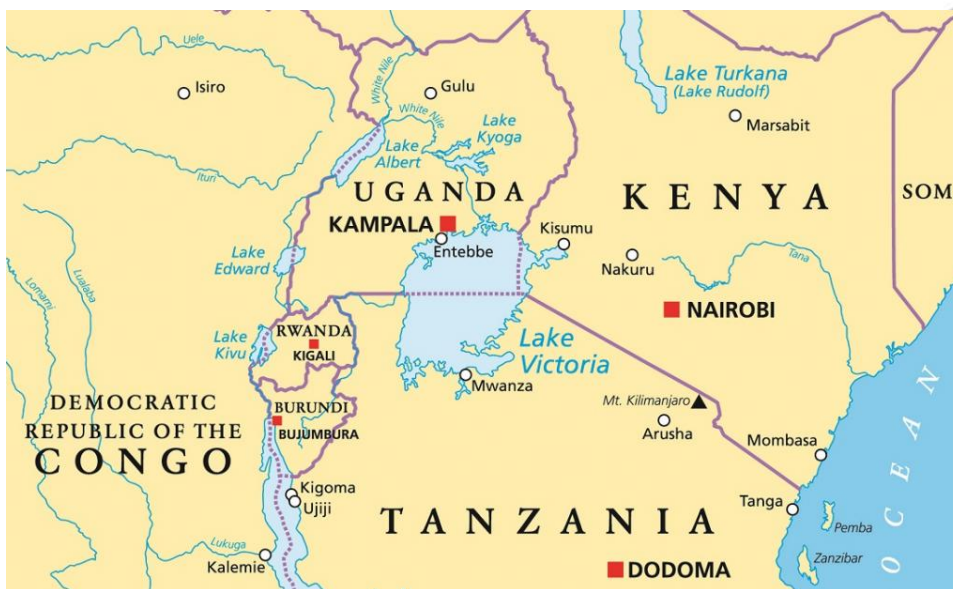 Uele
White Nile
Isiro
Gulu
Lake Turkana
(Lake Rudolf)
White Nile
Lake
Kyoga
Marsabit
Lake
Albert
Ituri
UGANDA
KENYA
SOM
KAMPALA
Entebbe
Kisumu
Lake
Edward
Nakuru
Tana
Lomami
Lualaba
NAIROBI
RWANDA
KIGALI
Lake
Kivu
Lake
Victoria
Mwanza
DEMOCRATIC
REPUBLIC OF THE
CONGO
BURUNDI
BUJUMBURA
Mt. Kilimanjaro
Arusha
Mombasa
Kigoma
Ujiji
TANZANIA
Tanga
Pemba
Zanzibar
OCEAN
Lukuga
Kalemie
DODOMA